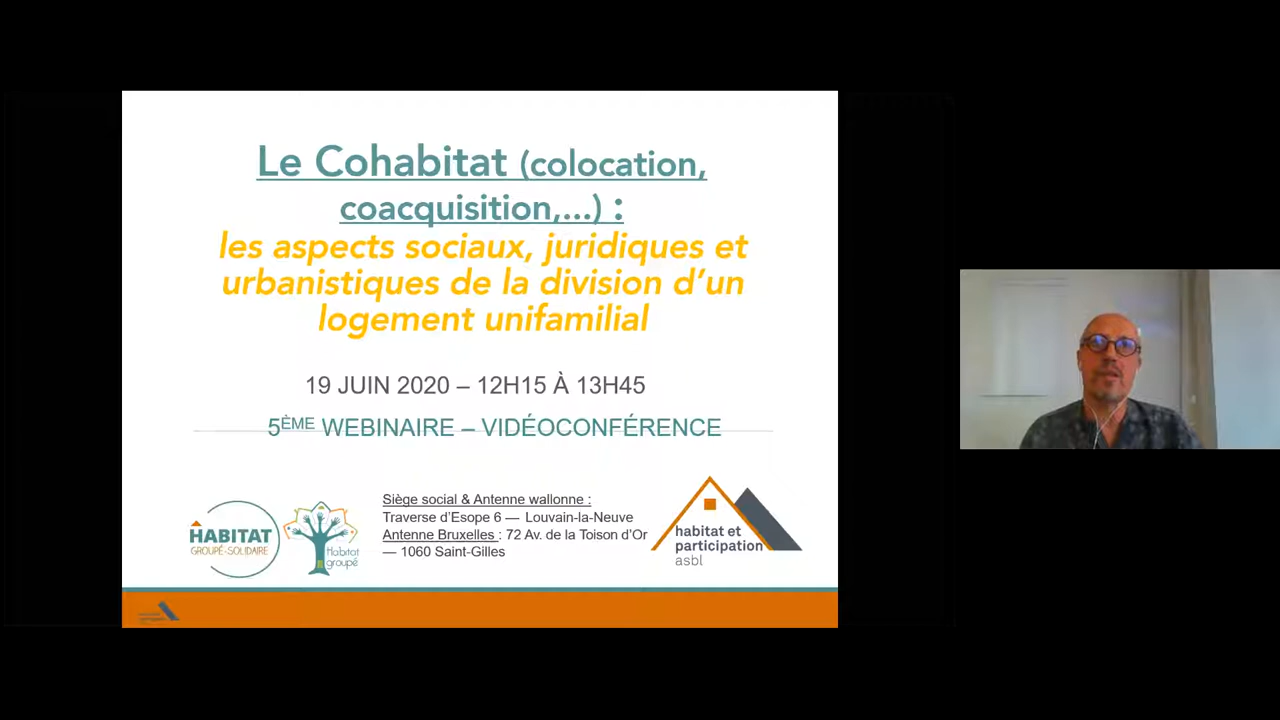 Le Cohabitat (colocation,
coacquisition,...) :
les aspects sociaux, juridiques et
urbanistiques de la division d'un
logement unifamilial
19 JUIN 2020 – 12H15 À 13H45
5ÈME WEBINAIRE – VIDÉOCONFÉRENCE
HABITAT
GROUPÉ-SOLIDAIRE
Habitat
groupé
Siège social & Antenne wallonne :
Traverse d'Esope 6 — Louvain-la-Neuve
Antenne Bruxelles : 72 Av. de la Toison d'Or
— 1060 Saint-Gilles
habitat et
participation
asbl